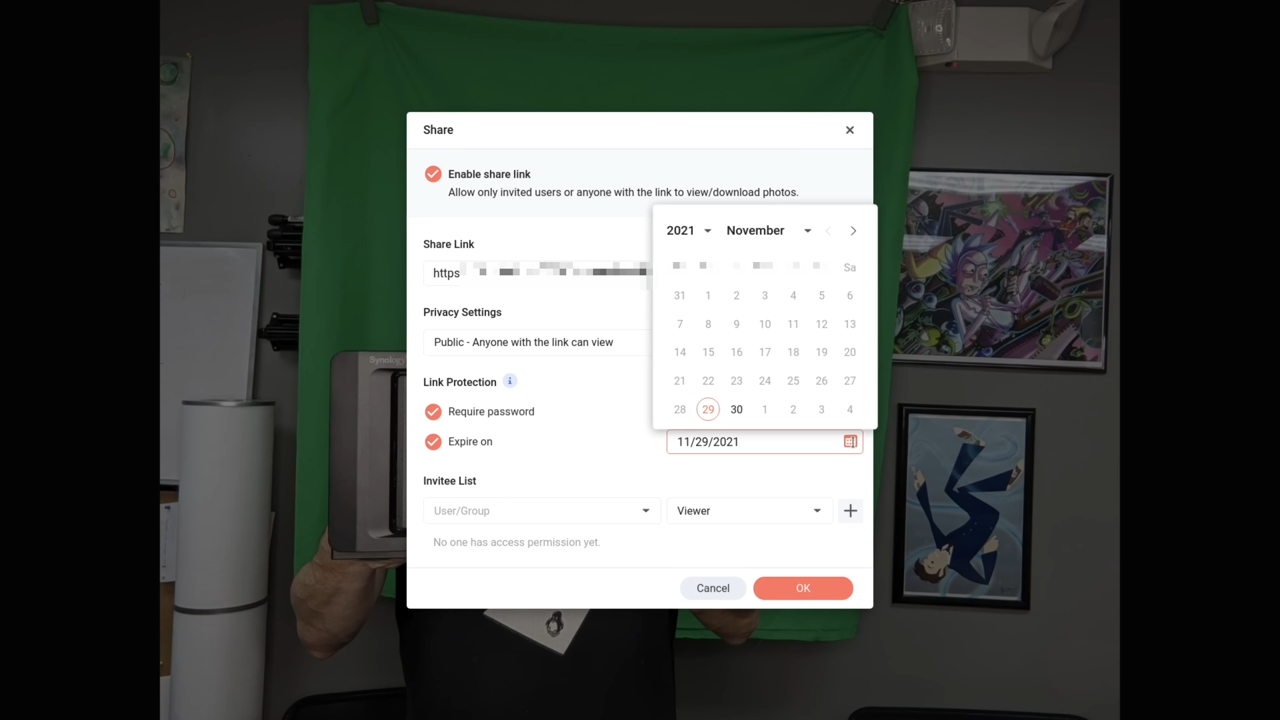 Share
Enable share link
Allow only invited users or anyone with the link to view/download photos.
2021 November
Share Link
Sa
https
31 1 2 3 4 5 6
Privacy Settings
7 8 9 10 11 12 13
Public - Anyone with the link can view
14 15 16 17 18 19 20
Synology
Link Protection
21 22 23 24 25 26 27
Require password
28 29 30 1 2 3 4
Expire on
11/29/2021
Invitee List
User/Group
Viewer
No one has access permission yet.
Cancel
OK